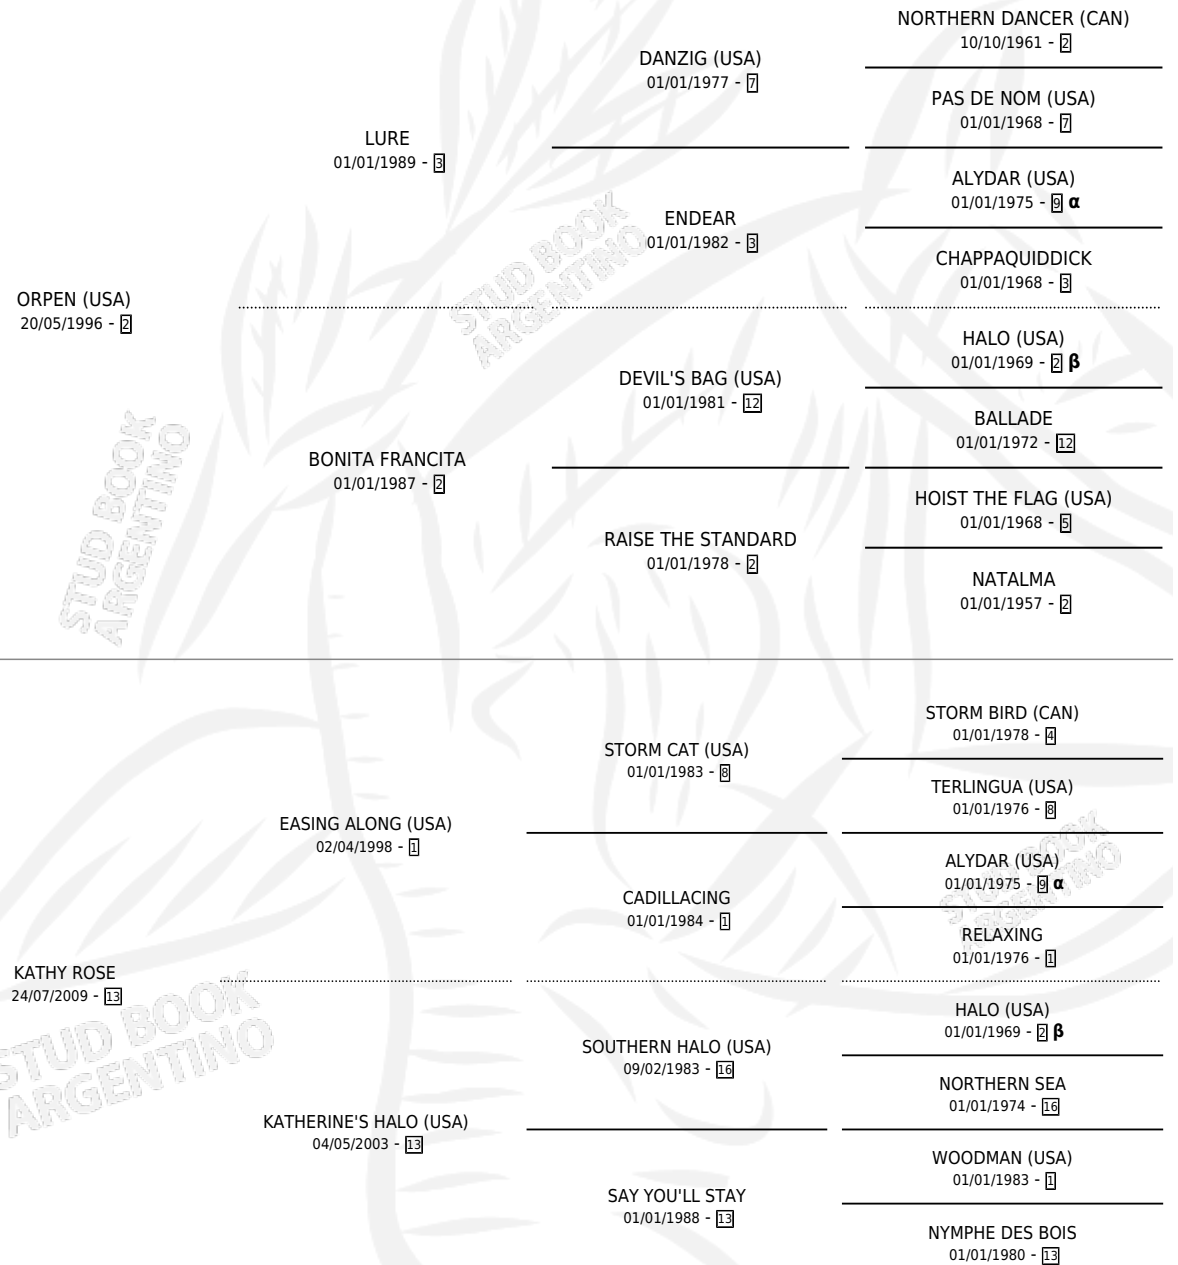 NORTHERN DANCER (CAN)
10/10/1961 - 2
DANZIG (USA)
01/01/1977 - 7
PAS DE NOM (USA)
01/01/1968 - 7
LURE
01/01/1989 - 3
ALYDAR (USA)
01/01/1975 - 9 α
ENDEAR
01/01/1982 - 3
CHAPPAQUIDDICK
01/01/1968 - 3
ORPEN (USA)
20/05/1996 - 2
HALO (USA)
01/01/1969 - 2 β
DEVIL'S BAG (USA)
01/01/1981 - 12
BALLADE
01/01/1972 - 12
BONITA FRANCITA
01/01/1987 - 2
HOIST THE FLAG (USA)
01/01/1968 - 5
RAISE THE STANDARD
01/01/1978 - 2
NATALMA
01/01/1957 - 2
STORM BIRD (CAN)
01/01/1978 - 4
STORM CAT (USA)
01/01/1983 - 8
TERLINGUA (USA)
01/01/1976 - 8
EASING ALONG (USA)
02/04/1998 - 1
ALYDAR (USA)
01/01/1975 - 9 α
CADILLACING
01/01/1984 - 1
RELAXING
01/01/1976 - 1
KATHY ROSE
24/07/2009 - 13
HALO (USA)
01/01/1969 - 2 β
SOUTHERN HALO (USA)
09/02/1983 - 16
NORTHERN SEA
01/01/1974 - 16
KATHERINE'S HALO (USA)
04/05/2003 - 13
WOODMAN (USA)
01/01/1983 - 1
SAY YOU'LL STAY
01/01/1988 - 13
NYMPHE DES BOIS
01/01/1980 - 13
STUD BOOK
ARGENTINO
STUD BOOK
ARGENTINO
STUD BOOK
ARGENTINO
STUD BOOK
ARGENTINO